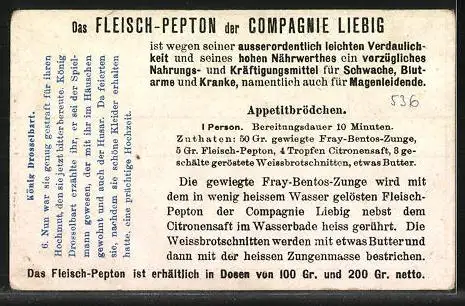 Das FLEISCH-PEPTON der COMPAGNIE LIEBIG
ist wegen seiner ausserordentlich leichten Verdaulich-
keit und seines hohen Nährwerthes ein vorzügliches
Nahrungs- und Kräftigungsmittel für Schwache, Blut-
arme und Kranke, namentlich auch für Magenleidende.
536
Appetitbrödchen.
1 Person. Bereitungsdauer 10 Minuten.
Zuthaten: 50 Gr. gewiegte Fray-Bentos-Zunge,
5 Gr. Fleisch-Pepton, 4 Tropfen Citronensaft, 3 ge-
schälte geröstete Weissbrotschnitten, etwas Butter.
Die gewiegte Fray-Bentos-Zunge wird mit
dem in wenig heissem Wasser gelösten Fleisch-
Pepton der Compagnie Liebig nebst dem
Citronensaft im Wasserbade heiss gerührt. Die
Weissbrotschnitten werden mit etwas Butter und
dann mit der heissen Zungenmasse bestrichen.
Das Fleisch-Pepton ist erhältlich in Dosen von 100 Gr. und 200 Gr. netto.
König Drosselbart.
6. Nun war sie genug gestraft für ihren
Hochmut, den sie jetzt bitter bereute. König
Drosselbart erzählte ihr, er sei der Spiel-
mann gewesen, der mit ihr im Häuschen
gewohnt und auch der Husar. Da feierten
sie, nachdem sie schöne Kleider erhalten
hatte, eine prächtige Hochzeit.